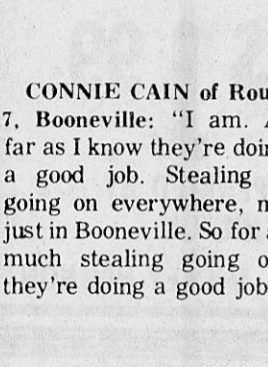 CONNIE CAIN of Rou
7, Booneville: "I am. A
far as I know they're doin
a good job. Stealing
going on everywhere, n
just in Booneville. So for a
much stealing going o
they're doing a good job